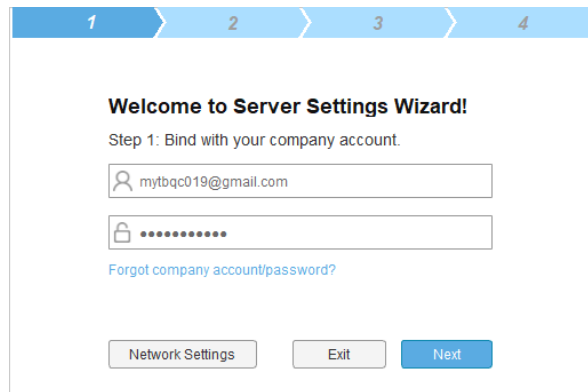 1 2 3 4
Welcome to Server Settings Wizard!
Step 1: Bind with your company account.
mytbqc019@gmail.com
●●●●●●●●●●●
Forgot company account/password?
Network Settings Exit Next